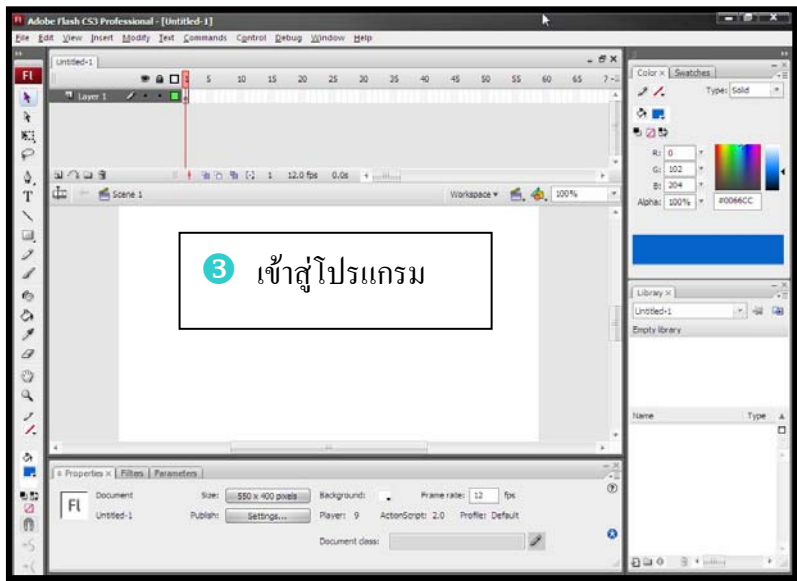 Adobe Flash CS3 Professional - [Untitled-1]
File Edit View Insert Modify Text Commands Control Debug Window Help
Untitled-1
5 10 15 20 25 30 35 40 45 50 55 60 65 7
Layer 1
1 12.0 fps 0.0s
Scene 1
Workspace
100%
3 เข้าสู่โปรแกรม
Fl
T
Color Swatches
Type: Solid
R: 0
G: 102
B: 204
Alpha: 100%
#0066CC
Library
Untitled-1
Empty library
Name Type
Properties Filters Parameters
Fl
Document
Untitled-1
Size: 550 x 400 pixels
Background:
Frame rate: 12 fps
Publish: Settings...
Player: 9 ActionScript: 2.0 Profile: Default
Document class: